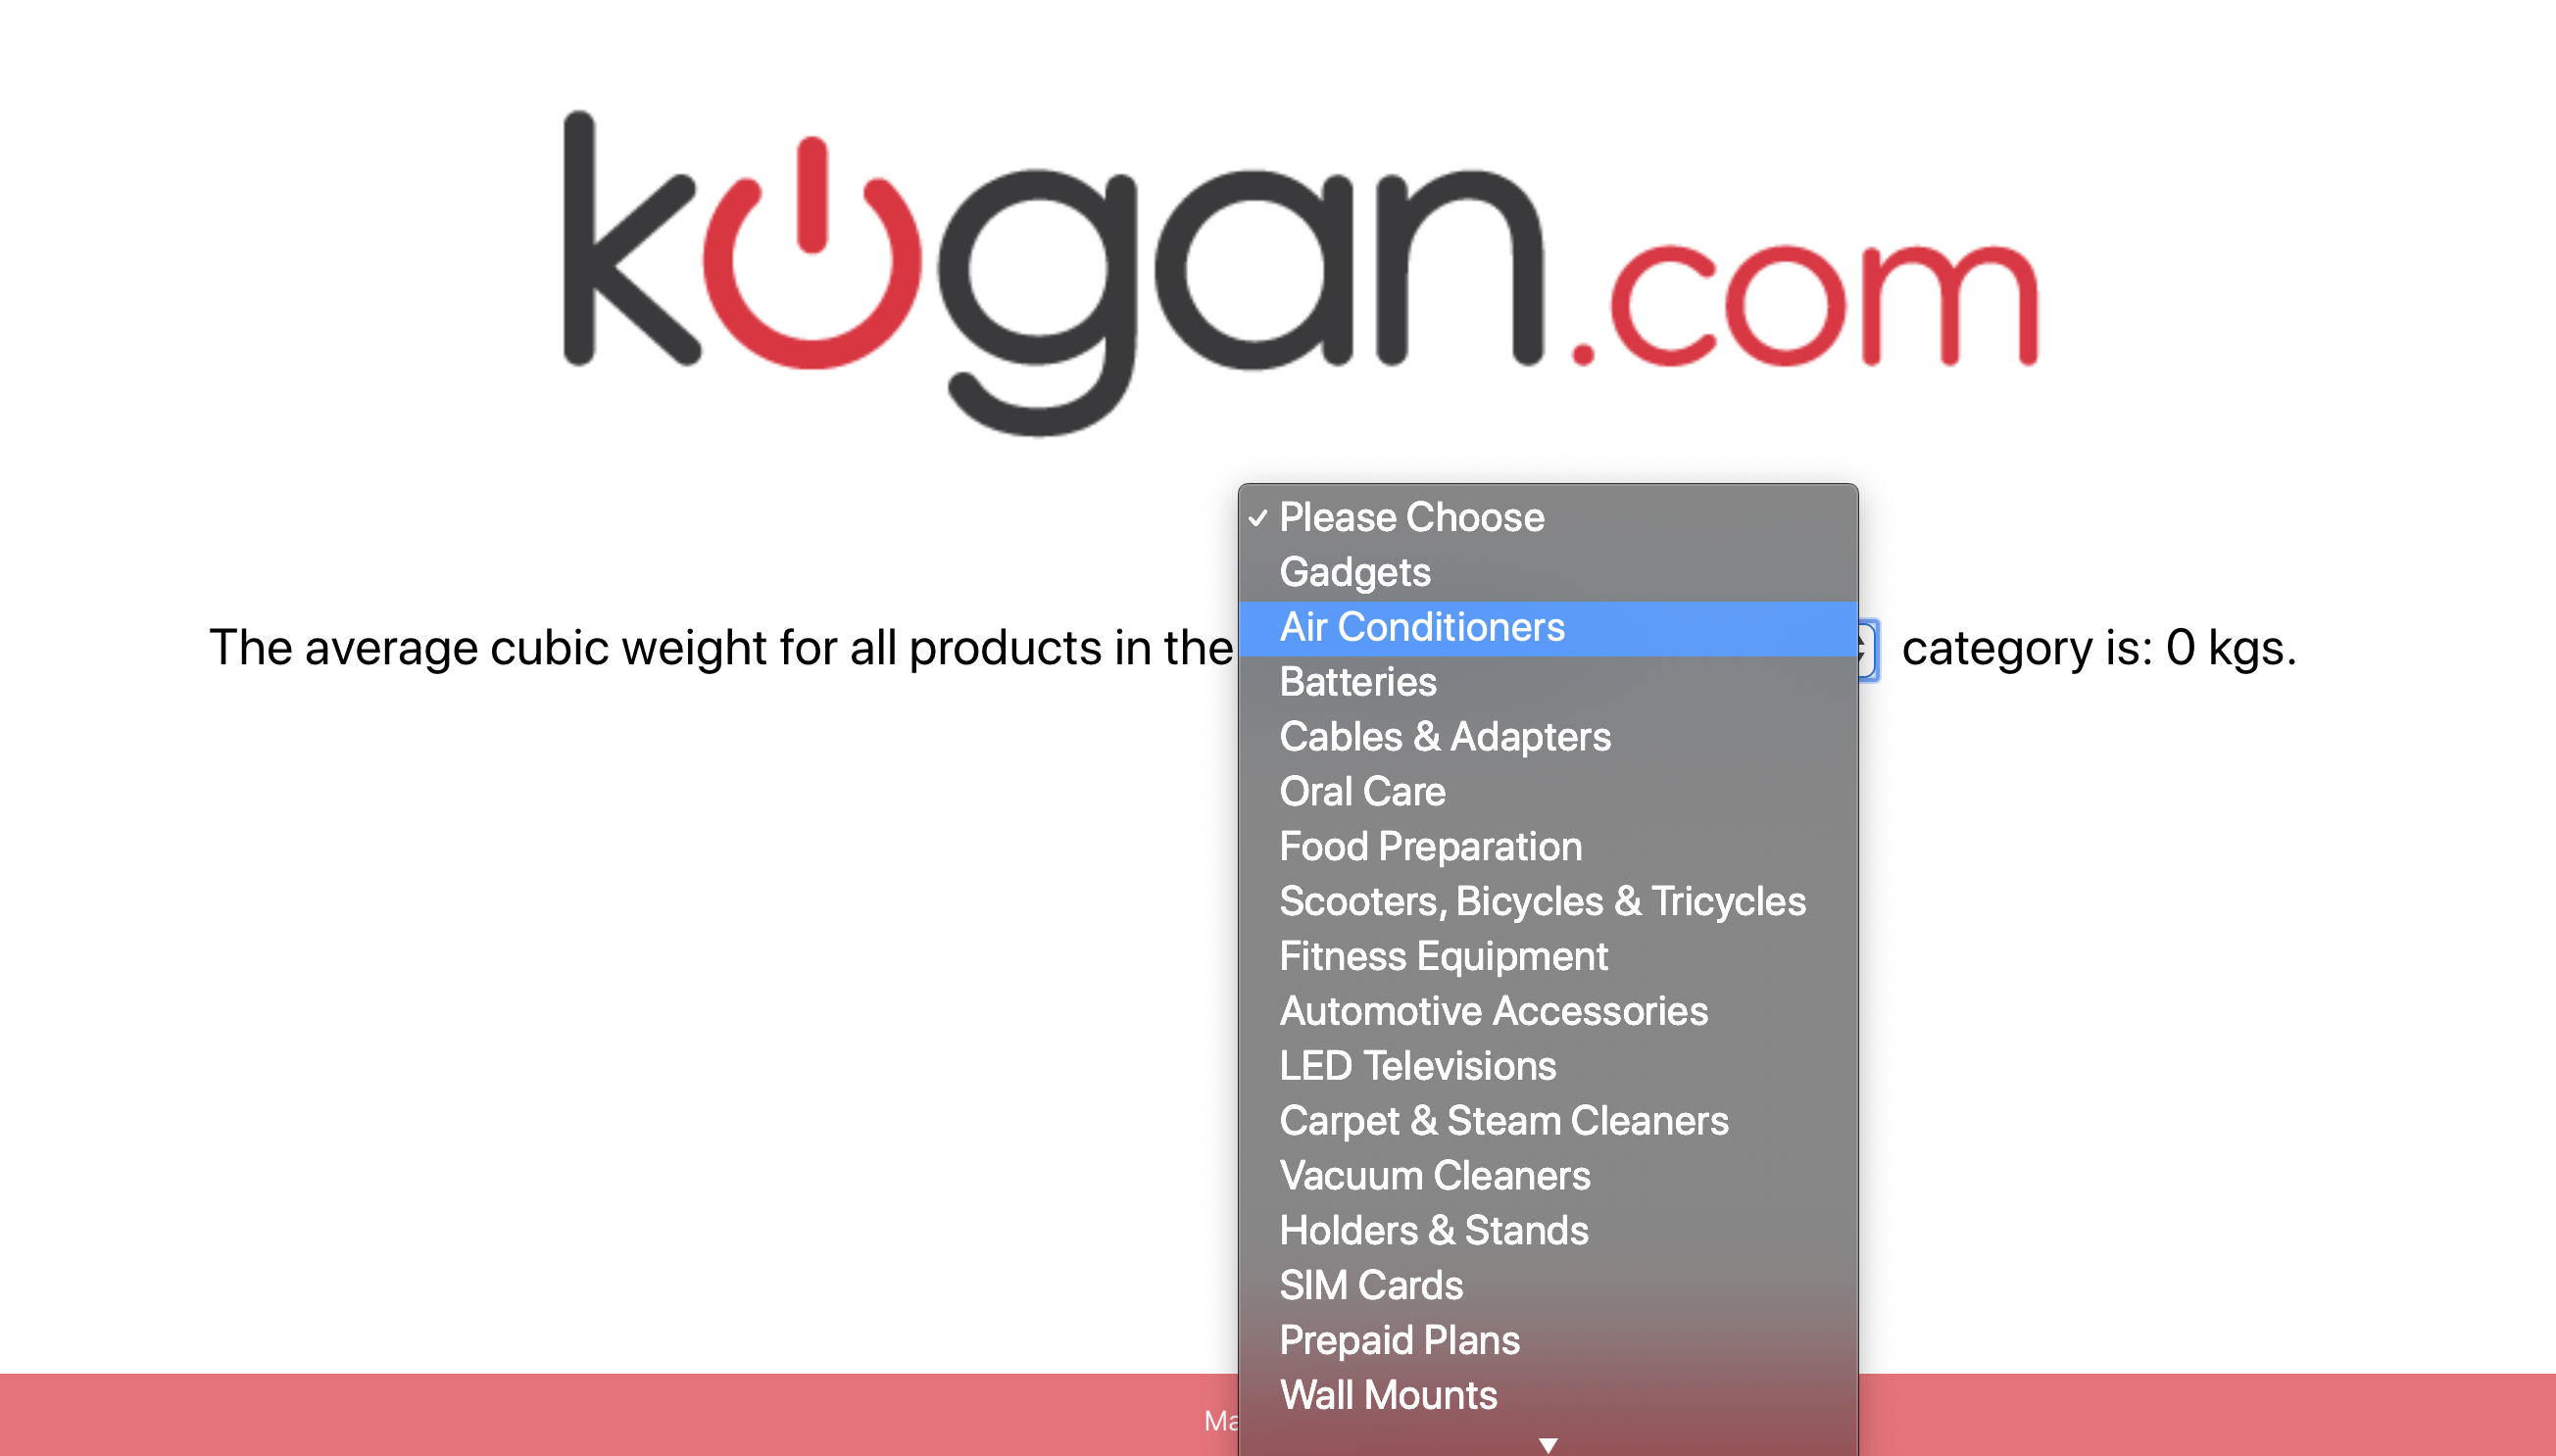 kogan.com
✓ Please Choose
Gadgets
Air Conditioners
The average cubic weight for all products in the category is: 0 kgs.
Batteries
Cables & Adapters
Oral Care
Food Preparation
Scooters, Bicycles & Tricycles
Fitness Equipment
Automotive Accessories
LED Televisions
Carpet & Steam Cleaners
Vacuum Cleaners
Holders & Stands
SIM Cards
Prepaid Plans
Wall Mounts